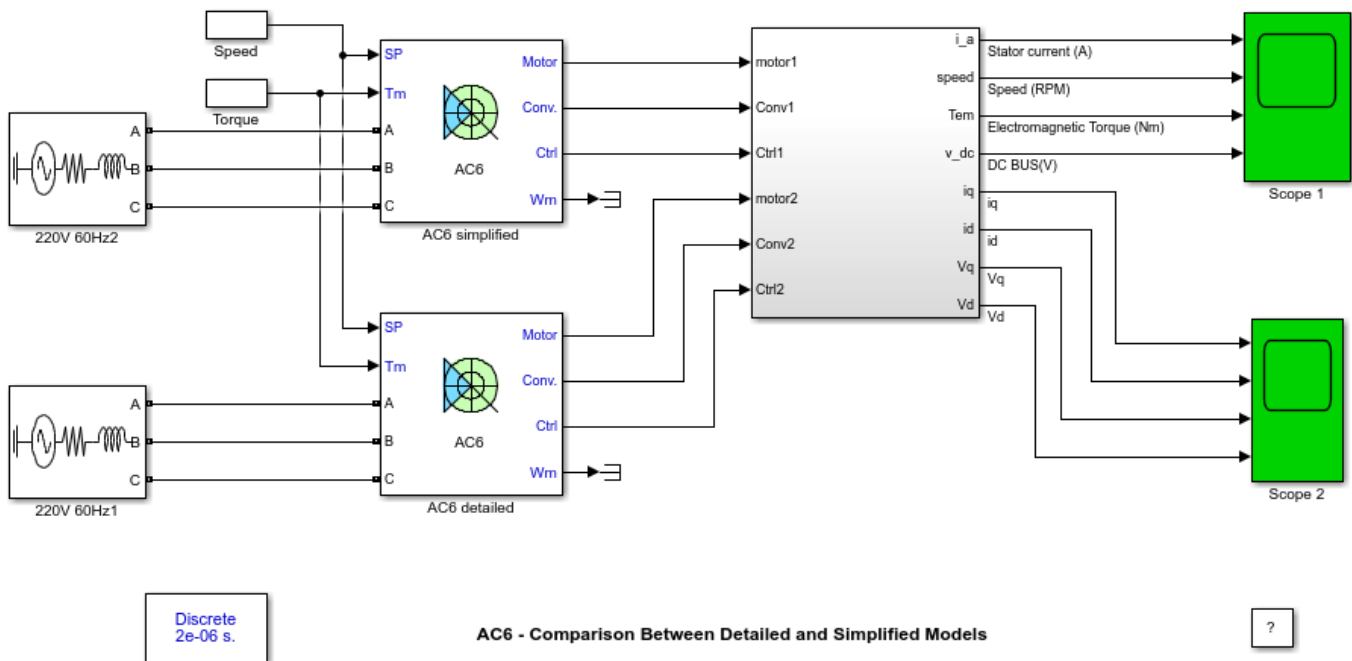 Speed
Torque
A
B
C
220V 60Hz2
SP
Tm
A
B
C
AC6
Motor
Conv.
Ctrl
Wm
AC6 simplified
motor1
Conv1
Ctrl1
motor2
Conv2
Ctrl2
i_a
speed
Tem
v_dc
iq
id
Vq
Vd
Stator current (A)
Speed (RPM)
Electromagnetic Torque (Nm)
DC BUS(V)
iq
id
Vq
Vd
Scope 1
A
B
C
220V 60Hz1
SP
Tm
A
B
C
AC6
Motor
Conv.
Ctrl
Wm
AC6 detailed
Scope 2
Discrete
2e-06 s.
AC6 - Comparison Between Detailed and Simplified Models
?